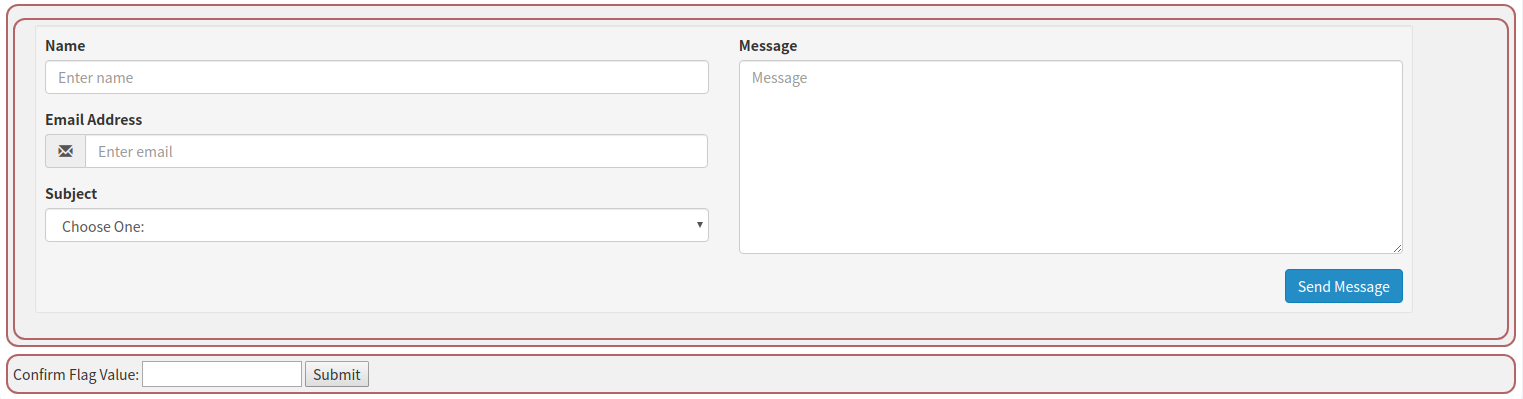 Name
Enter name
Email Address
Enter email
Subject
Choose One:
Message
Message
Send Message
Confirm Flag Value:
Submit